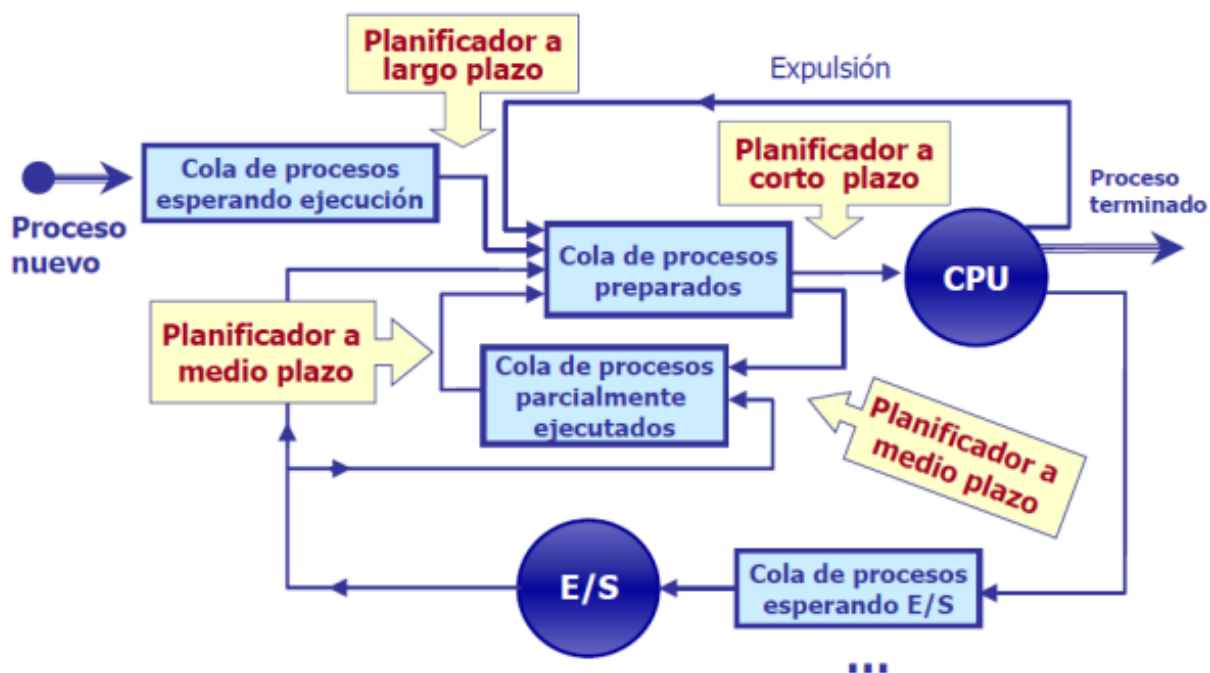 Planificador a
largo plazo
Expulsión
Cola de procesos
esperando ejecución
Planificador a
corto plazo
Proceso
terminado
Proceso
nuevo
Cola de procesos
preparados
CPU
Planificador a
medio plazo
Cola de procesos
parcialmente
ejecutados
Planificador a
medio plazo
E/S
Cola de procesos
esperando E/S
...